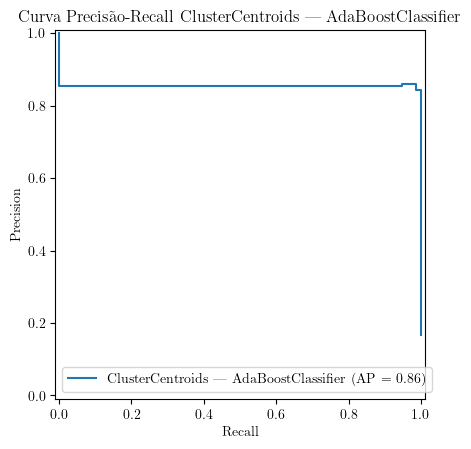 Curva Precisão-Recall ClusterCentroids — AdaBoostClassifier
1.0
0.8
0.6
0.4
0.2
0.0
Precision
ClusterCentroids — AdaBoostClassifier (AP = 0.86)
0.0 0.2 0.4 0.6 0.8 1.0
Recall